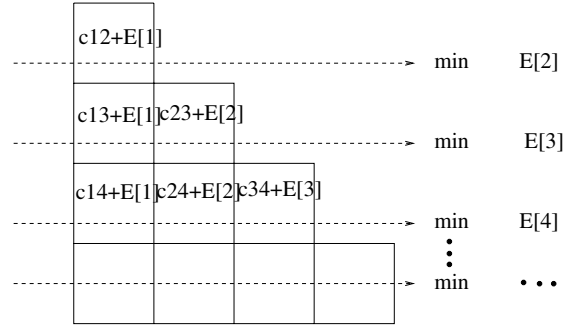 c12+E[1] min E[2]
c13+E[1] c23+E[2] min E[3]
c14+E[1] c24+E[2] c34+E[3] min E[4]
min